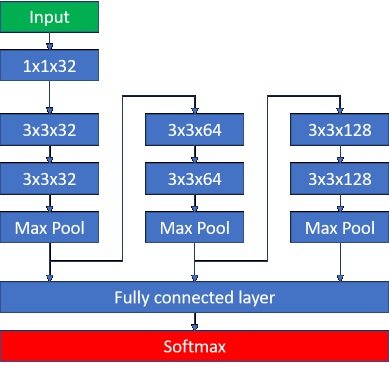 Input
1x1x32
3x3x32
3x3x32
Max Pool
3x3x64
3x3x64
Max Pool
3x3x128
3x3x128
Max Pool
Fully connected layer
Softmax